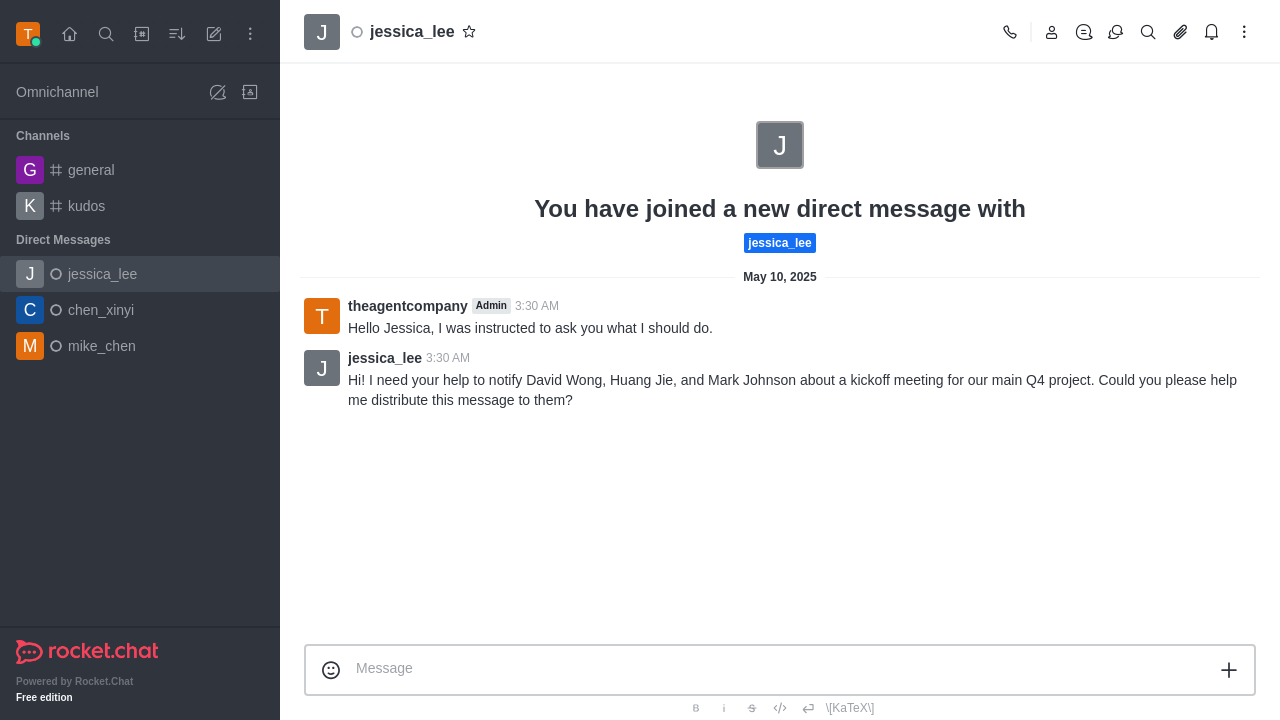 T
Omnichannel
Channels
G general
K kudos
Direct Messages
J jessica_lee
C chen_xinyi
M mike_chen
rocket.chat
Powered by Rocket.Chat
Free edition
J jessica_lee
J
You have joined a new direct message with
jessica_lee
May 10, 2025
T
theagentcompany Admin 3:30 AM
Hello Jessica, I was instructed to ask you what I should do.
J
jessica_lee 3:30 AM
Hi! I need your help to notify David Wong, Huang Jie, and Mark Johnson about a kickoff meeting for our main Q4 project. Could you please help
me distribute this message to them?
Message
B i S \[KaTeX\]